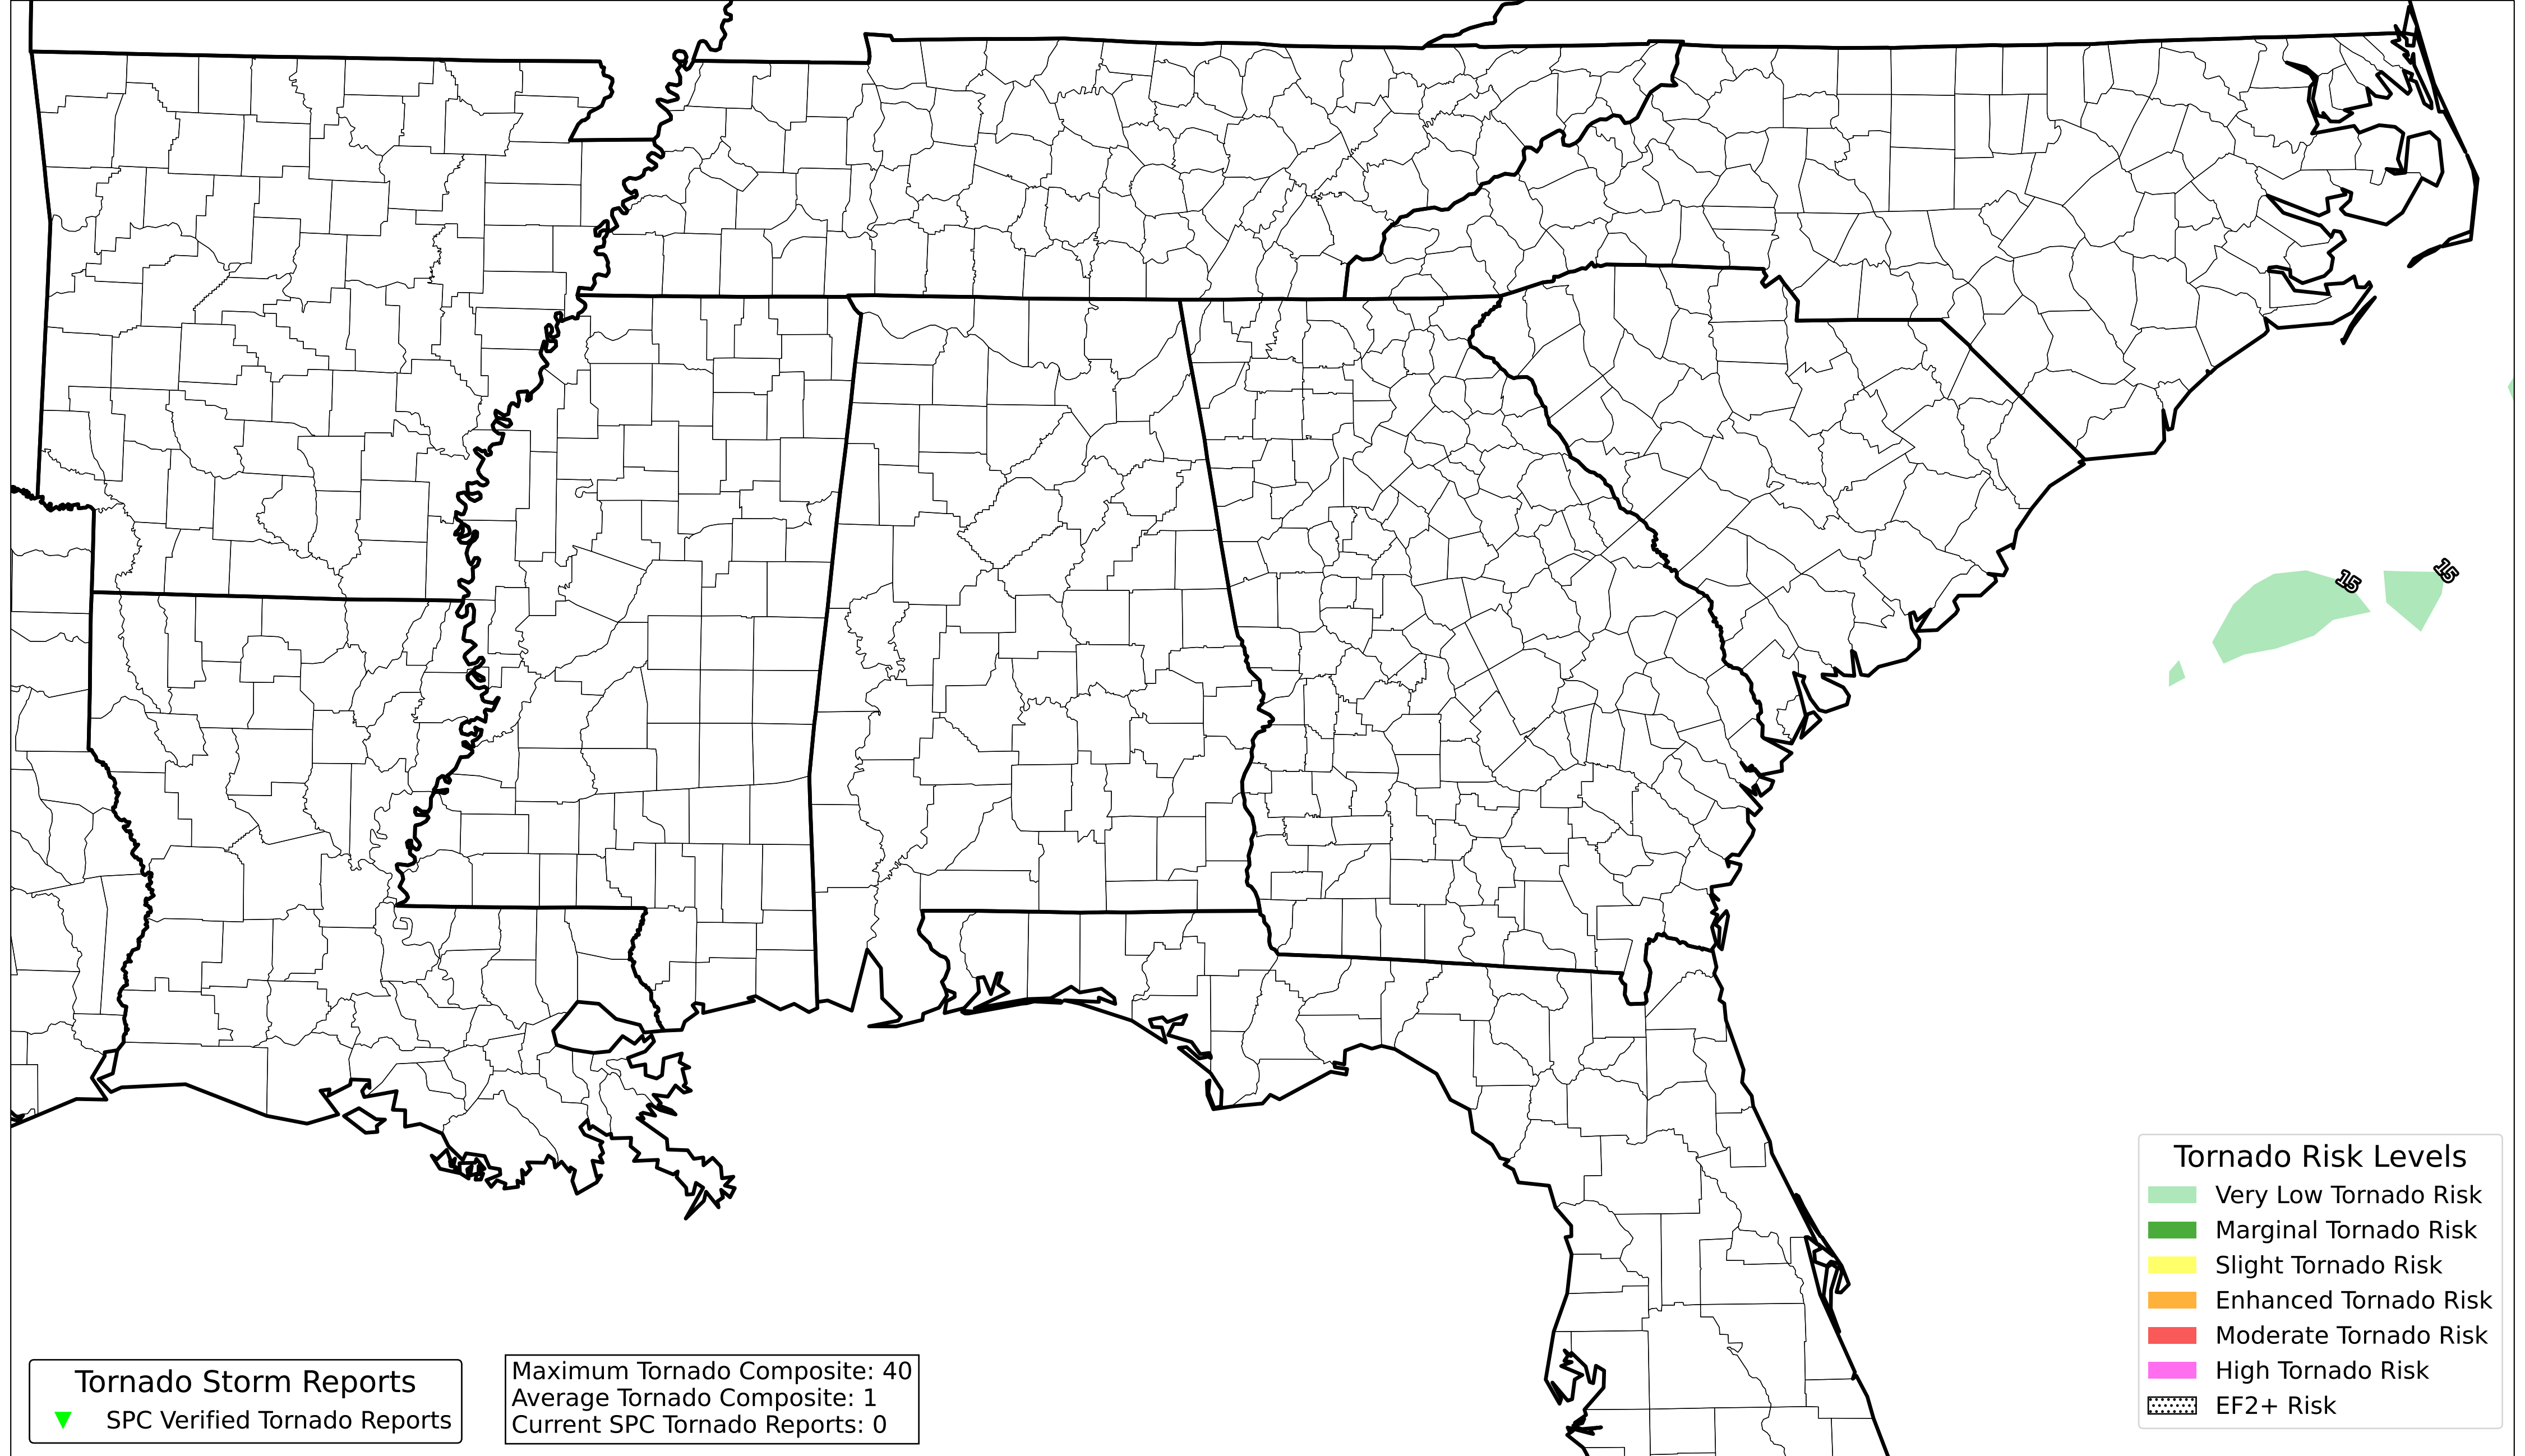 15
15
Tornado Risk Levels
Very Low Tornado Risk
Marginal Tornado Risk
Slight Tornado Risk
Enhanced Tornado Risk
Moderate Tornado Risk
High Tornado Risk
EF2+ Risk
Tornado Storm Reports
SPC Verified Tornado Reports
Maximum Tornado Composite: 40
Average Tornado Composite: 1
Current SPC Tornado Reports: 0